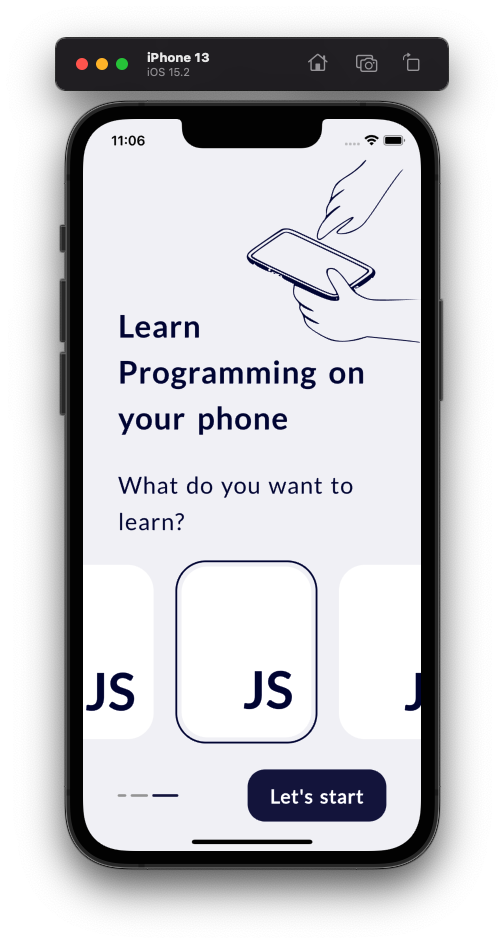 iPhone 13
iOS 15.2
11:06
Learn
Programming on
your phone
What do you want to
learn?
JS
JS
J
Let's start